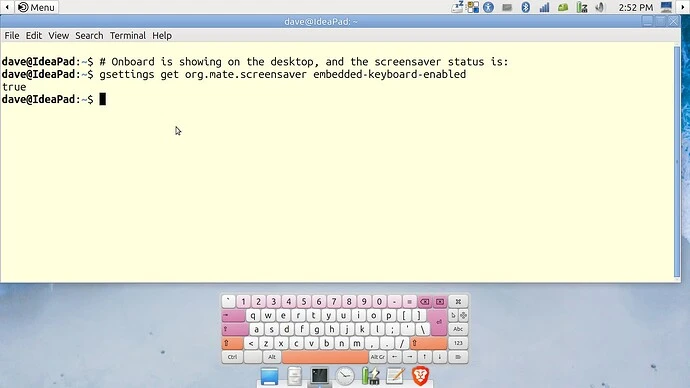 Menu
2:52 PM
dave@IdeaPad: ~
File Edit View Search Terminal Help
dave@IdeaPad:~$ # Onboard is showing on the desktop, and the screensaver status is:
dave@IdeaPad:~$ gsettings get org.mate.screensaver embedded-keyboard-enabled
true
dave@IdeaPad:~$
` 1 2 3 4 5 6 7 8 9 0 - =
q w e r t y u i o p [ ]
a s d f g h j k l ; ' \ Abc
< z x c v b n m , . / 123
Ctrl Alt Alt Gr